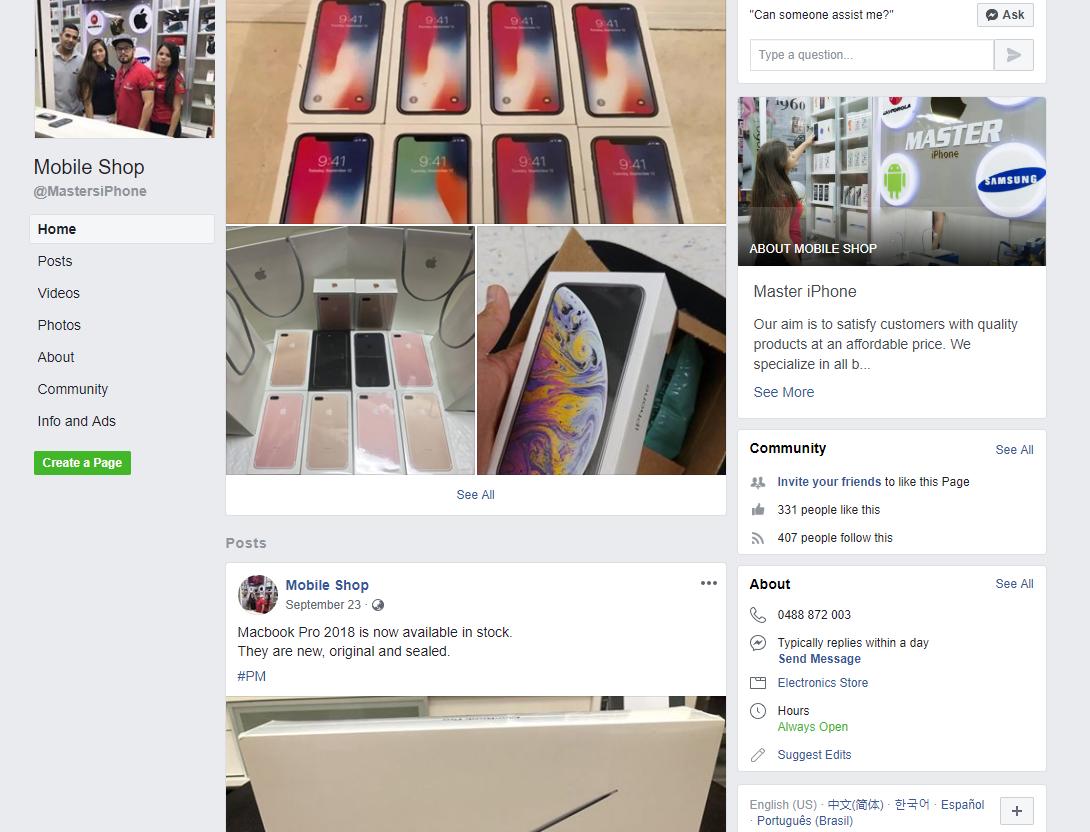 Mobile Shop
@MastersiPhone
Home
Posts
Videos
Photos
About
Community
Info and Ads
Create a Page
9:41
9:41
9:41
9:41
9:41
9:41
9:41
9:41
iPhone
See All
Posts
Mobile Shop
September 23 ·
Macbook Pro 2018 is now available in stock.
They are new, original and sealed.
#PM
"Can someone assist me?"
Ask
Type a question...
MOTOROLA
MASTER
iPhone
SAMSUNG
ABOUT MOBILE SHOP
Master iPhone
Our aim is to satisfy customers with quality
products at an affordable price. We
specialize in all b...
See More
Community
See All
Invite your friends to like this Page
331 people like this
407 people follow this
About
See All
0488 872 003
Typically replies within a day
Send Message
Electronics Store
Hours
Always Open
Suggest Edits
English (US) · 中文(简体) · 한국어 · Español
· Português (Brasil)